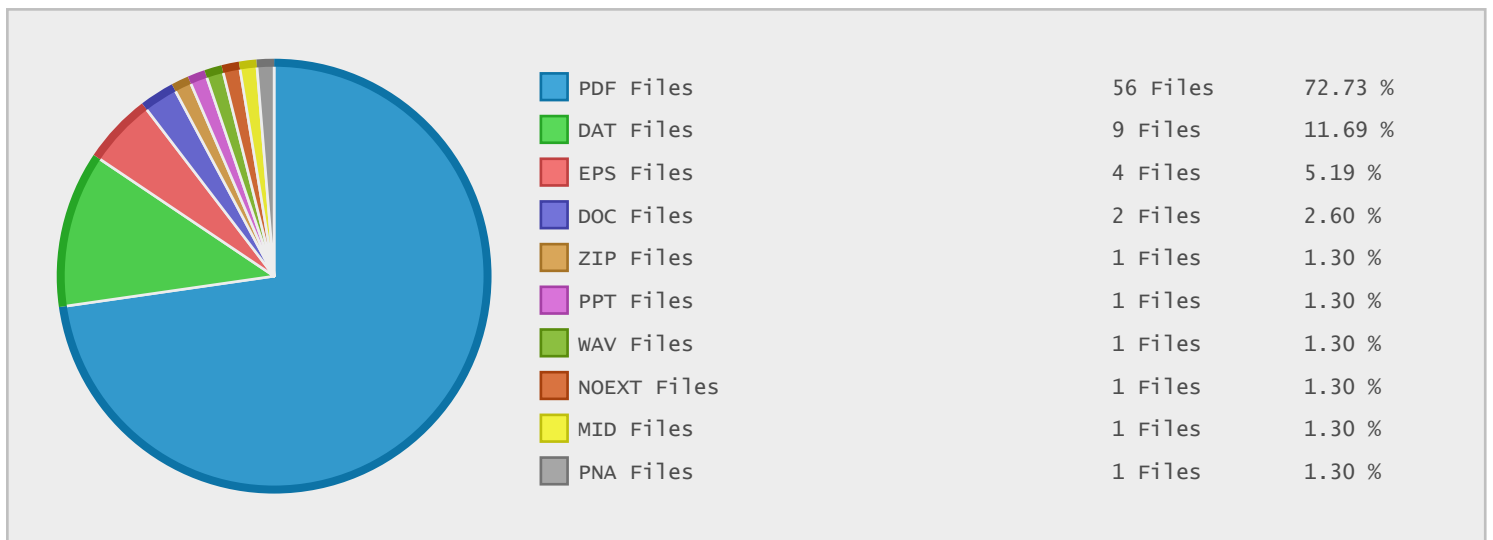 PDF Files 56 Files 72.73 %
DAT Files 9 Files 11.69 %
EPS Files 4 Files 5.19 %
DOC Files 2 Files 2.60 %
ZIP Files 1 Files 1.30 %
PPT Files 1 Files 1.30 %
WAV Files 1 Files 1.30 %
NOEXT Files 1 Files 1.30 %
MID Files 1 Files 1.30 %
PNA Files 1 Files 1.30 %